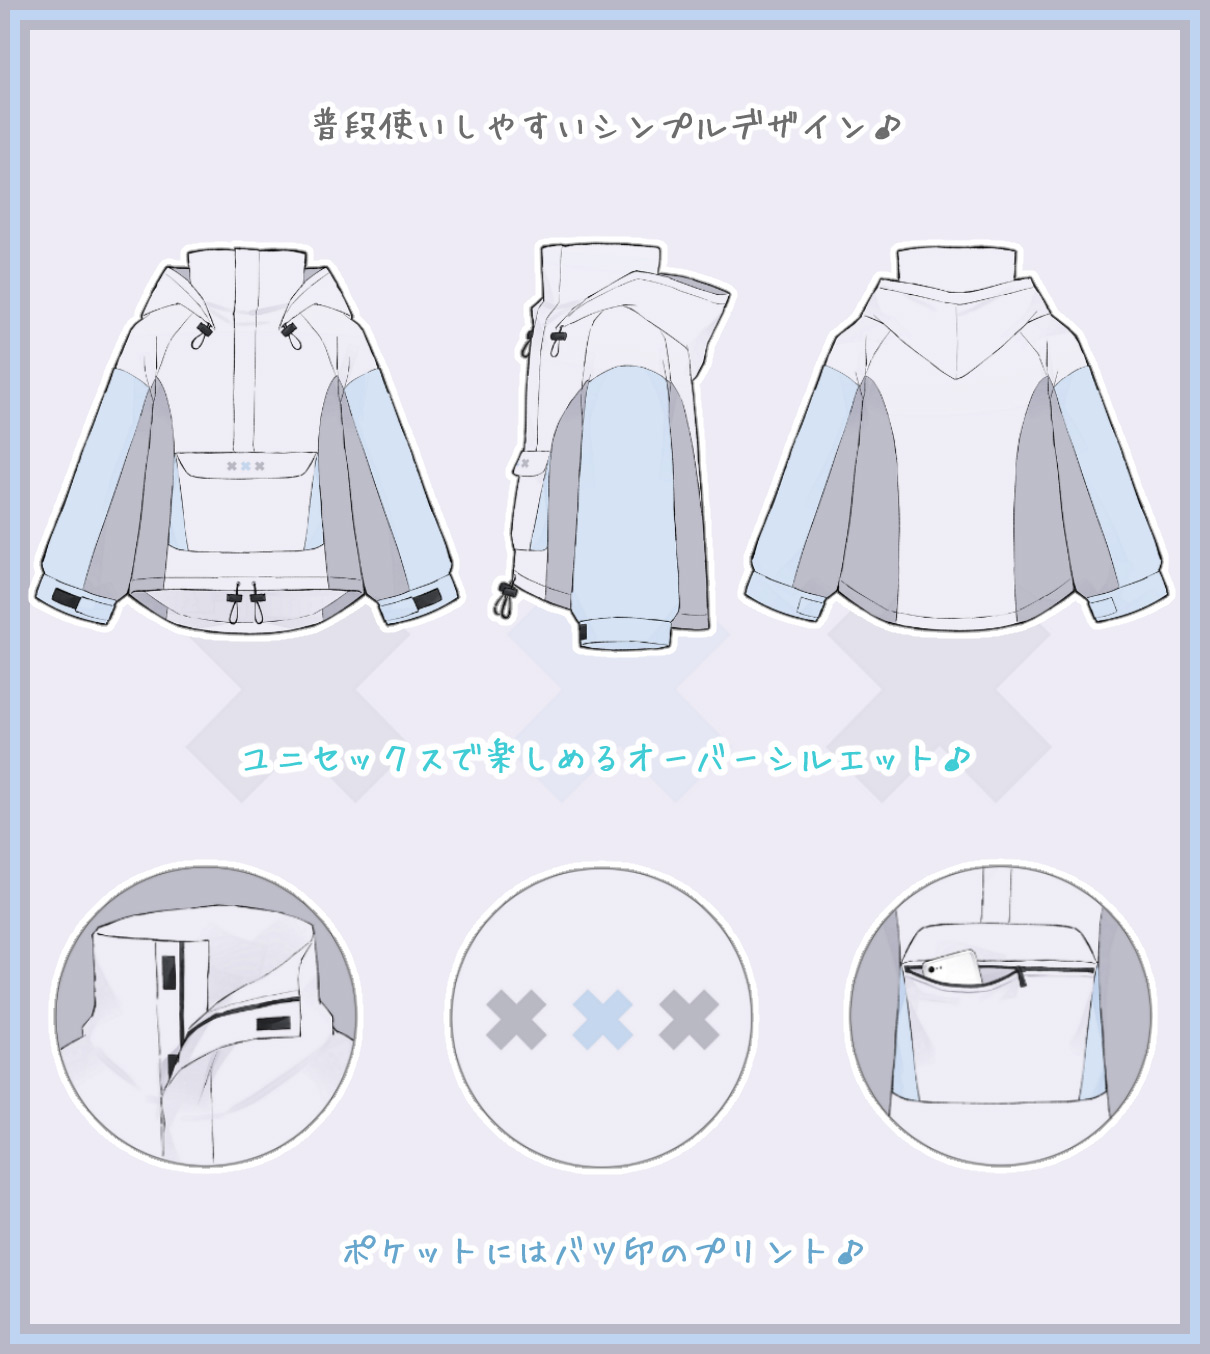 普段使いしやすいシンプルデザイン♪
ユニセックスで楽しめるオーバーシルエット♪
ポケットにはバツ印のプリント♪